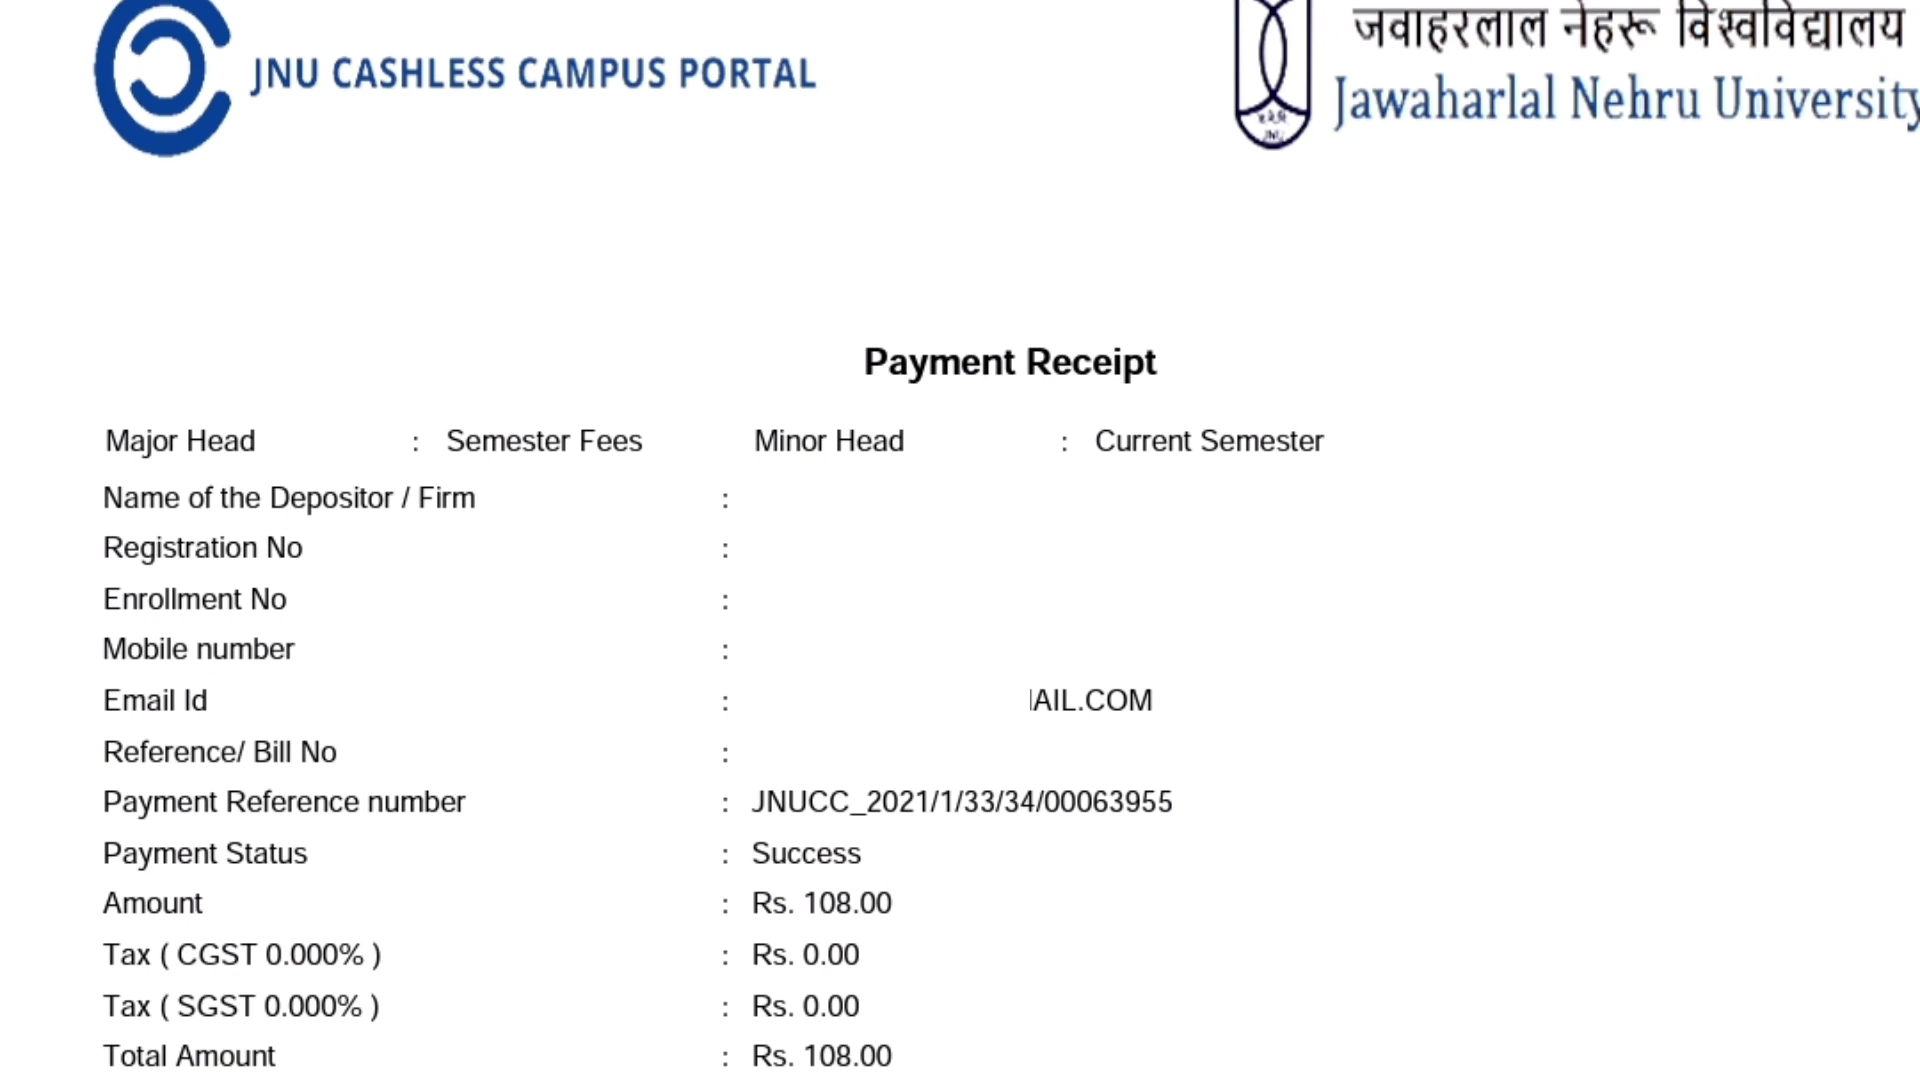 JNU CASHLESS CAMPUS PORTAL
जवाहरलाल नेहरू विश्वविद्यालय
Jawaharlal Nehru University
Payment Receipt
Major Head : Semester Fees Minor Head : Current Semester
Name of the Depositor / Firm :
Registration No :
Enrollment No :
Mobile number :
Email Id : AIL.COM
Reference/ Bill No :
Payment Reference number : JNUCC_2021/1/33/34/00063955
Payment Status : Success
Amount : Rs. 108.00
Tax ( CGST 0.000% ) : Rs. 0.00
Tax ( SGST 0.000% ) : Rs. 0.00
Total Amount : Rs. 108.00